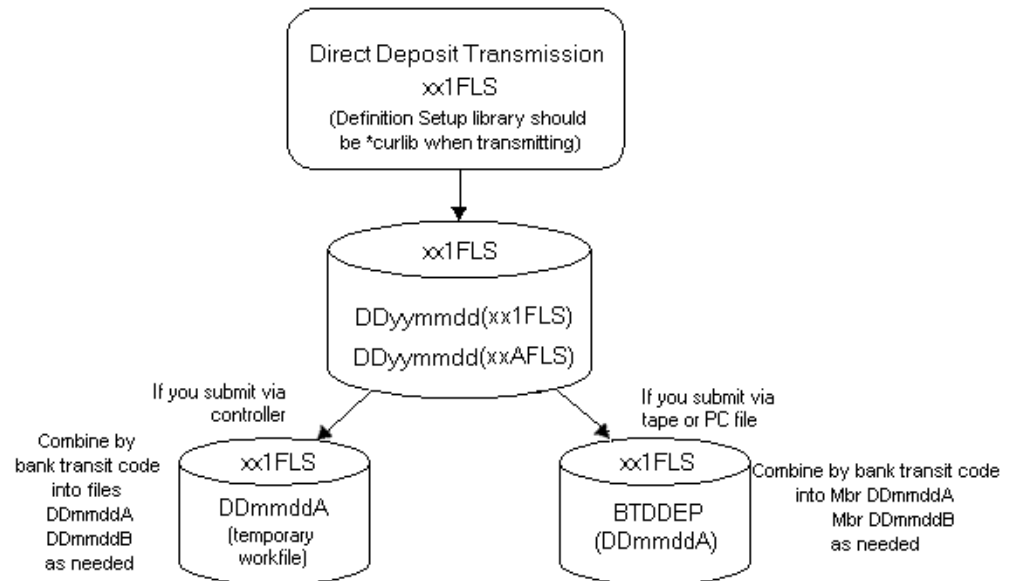 Direct Deposit Transmission
xx1FLS
(Definition Setup library should
be *curlib when transmitting)
xx1FLS
DDyymmdd(xx1FLS)
DDyymmdd(xxAFLS)
If you submit via
controller
If you submit via
tape or PC file
Combine by
bank transit code
into files
DDmmddA
DDmmddB
as needed
xx1FLS
DDmmddA
(temporary
workfile)
xx1FLS
BTDDEP
(DDmmddA)
Combine by bank transit code
into Mbr DDmmddA
Mbr DDmmddB
as needed